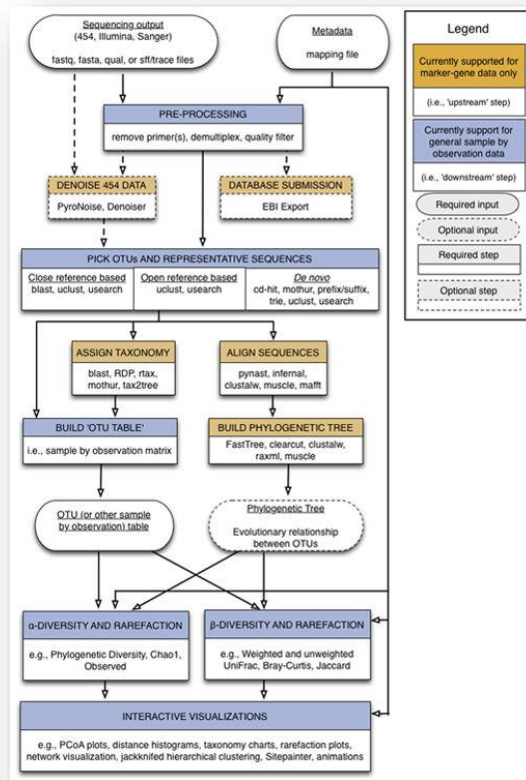 Sequencing output
(454, Illumina, Sanger)
fastq, fasta, qual, or sff/trace files
Metadata
mapping file
PRE-PROCESSING
remove primer(s), demultiplex, quality filter
DENOISE 454 DATA
PyroNoise, Denoiser
DATABASE SUBMISSION
EBI Export
PICK OTUs AND REPRESENTATIVE SEQUENCES
Close reference based
blast, uclust, usearch
Open reference based
uclust, usearch
De novo
cd-hit, mothur, prefix/suffix,
trie, uclust, usearch
ASSIGN TAXONOMY
blast, RDP, rtax,
mothur, tax2tree
ALIGN SEQUENCES
pynast, infernal,
clustalw, muscle, mafft
BUILD 'OTU TABLE'
i.e., sample by observation matrix
BUILD PHYLOGENETIC TREE
FastTree, clearcut, clustalw,
raxml, muscle
OTU (or other sample
by observation) table
Phylogenetic Tree
Evolutionary relationship
between OTUs
α-DIVERSITY AND RAREFACTION
e.g., Phylogenetic Diversity, Chao1,
Observed
β-DIVERSITY AND RAREFACTION
e.g., Weighted and unweighted
UniFrac, Bray-Curtis, Jaccard
INTERACTIVE VISUALIZATIONS
e.g., PCoA plots, distance histograms, taxonomy charts, rarefaction plots,
network visualization, jackknifed hierarchical clustering, Sitepainter, animations
Legend
Currently supported for
marker-gene data only
(i.e., 'upstream' step)
Currently support for
general sample by
observation data
(i.e., 'downstream' step)
Required input
Optional input
Required step
Optional step